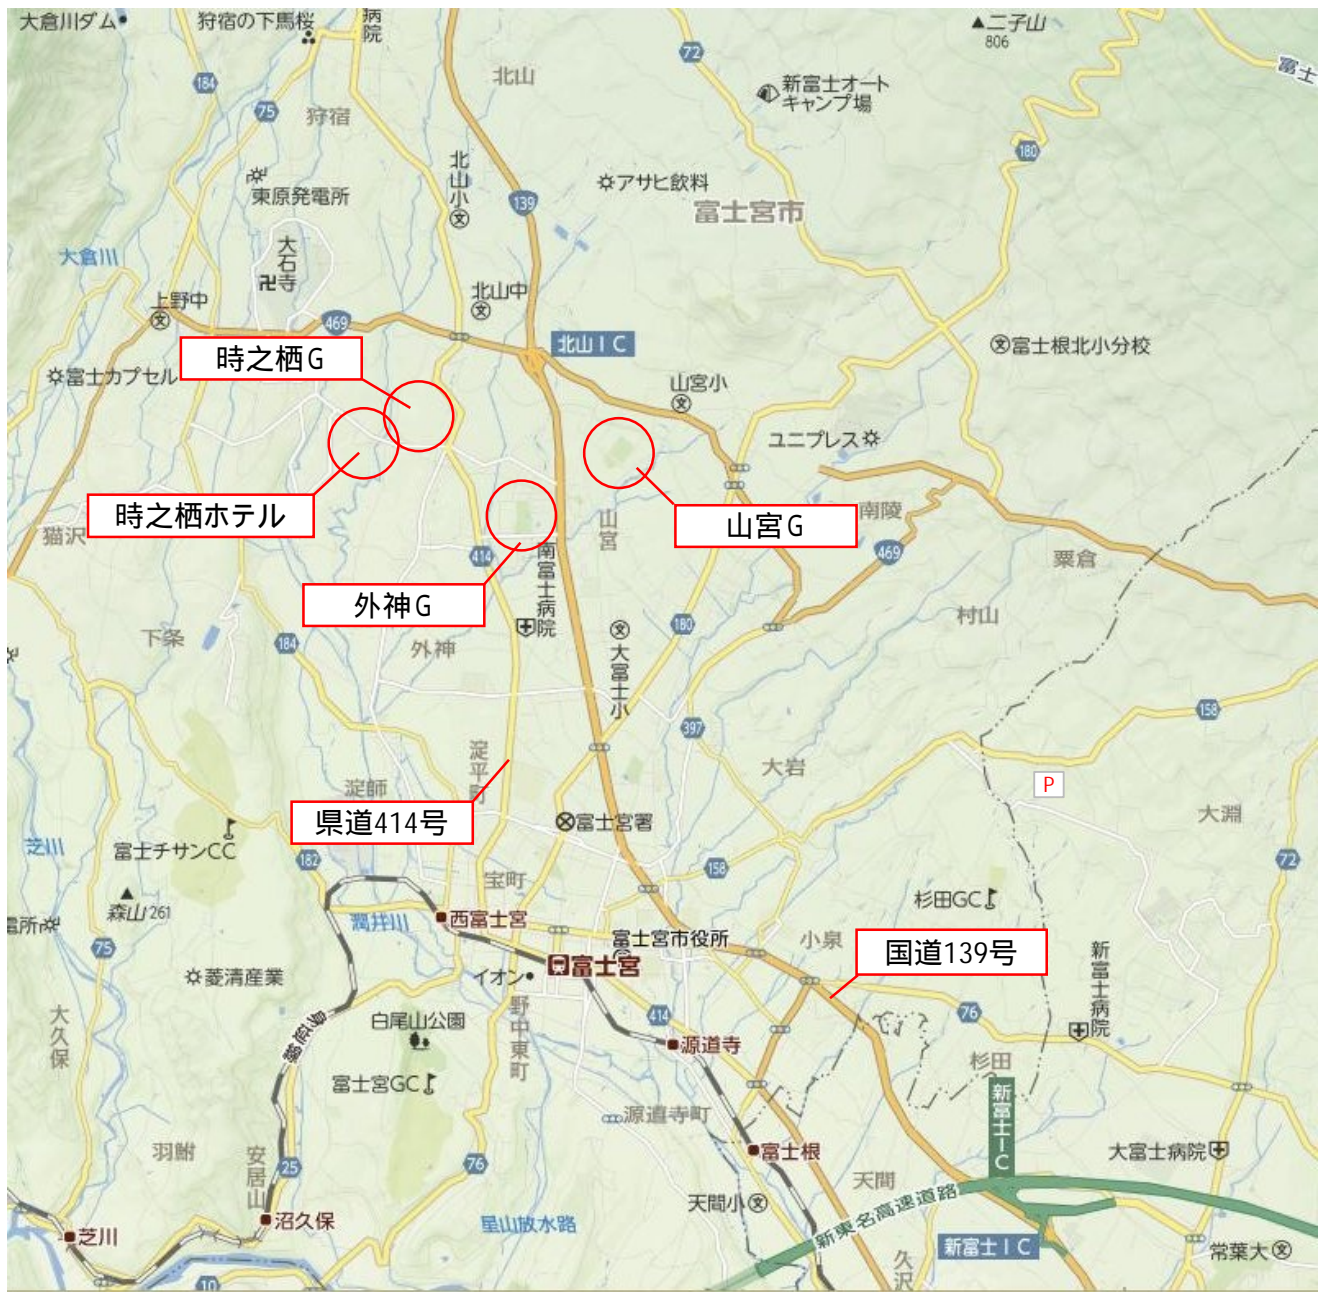 大倉川ダム
狩宿の下馬桜
病院
二子山
806
富士
72
新富士オート
キャンプ場
北山
184
75
狩宿
180
北山小
東原発電所
アサヒ飲料
139
富士宮市
大倉川
大石寺
上野中
北山中
469
北山IC
富士根北小分校
時之栖G
富士カプセル
山宮小
ユニプレス
時之栖ホテル
山宮G
南陵
猫沢
山宮
414
南富士病院
469
粟倉
外神G
村山
下条
184
外神
180
大富士小
397
158
淀平町
大岩
淀師
P
大淵
県道414号
富士宮署
芝川
富士チサンCC
182
158
72
宝町
森山 261
杉田GC
潤井川
西富士宮
電所
富士宮市役所
小泉
国道139号
75
富士宮
新富士病院
菱清産業
イオン
大久保
身延線
野中東町
414
76
白尾山公園
源道寺
杉田
富士宮GC
新富士IC
源道寺町
羽鮒
安居山
25
76
富士根
大富士病院
天間
天間小
沼久保
星山放水路
新東名高速道路
芝川
新富士IC
常葉大
久沢
10